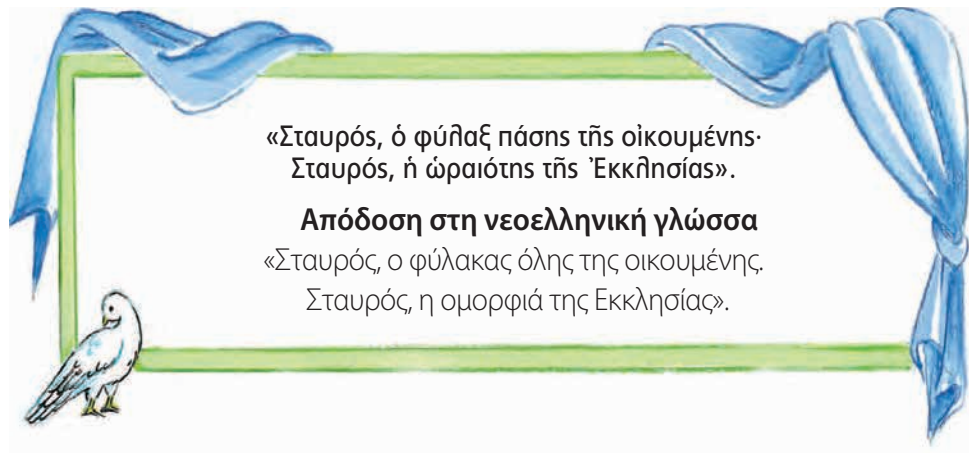 «Σταυρός, ὁ φύλαξ πάσης τῆς οἰκουμένης·
Σταυρός, ἡ ὡραιότης τῆς Ἐκκλησίας».
Απόδοση στη νεοελληνική γλώσσα
«Σταυρός, ο φύλακας όλης της οικουμένης.
Σταυρός, η ομορφιά της Εκκλησίας».